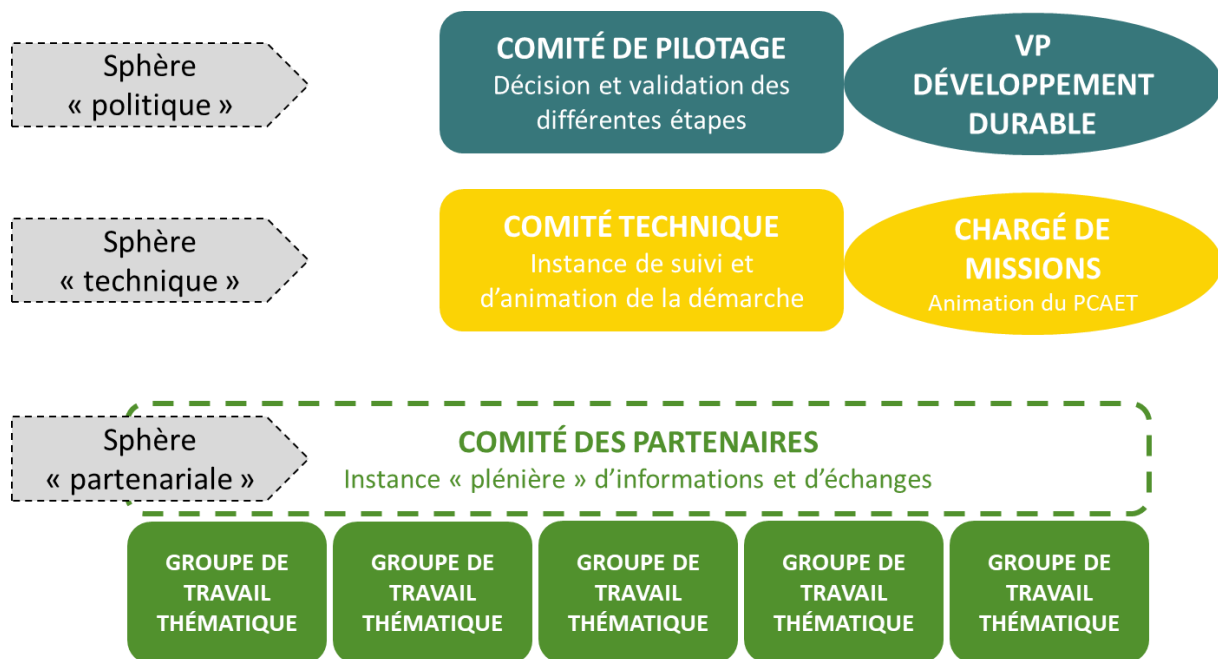 Sphère
« politique »
COMITÉ DE PILOTAGE
Décision et validation des
différentes étapes
VP
DÉVELOPPEMENT
DURABLE
Sphère
« technique »
COMITÉ TECHNIQUE
Instance de suivi et
d’animation de la démarche
CHARGÉ DE
MISSIONS
Animation du PCAET
Sphère
« partenariale »
COMITÉ DES PARTENAIRES
Instance « plénière » d’informations et d’échanges
GROUPE DE
TRAVAIL
THÉMATIQUE
GROUPE DE
TRAVAIL
THÉMATIQUE
GROUPE DE
TRAVAIL
THÉMATIQUE
GROUPE DE
TRAVAIL
THÉMATIQUE
GROUPE DE
TRAVAIL
THÉMATIQUE